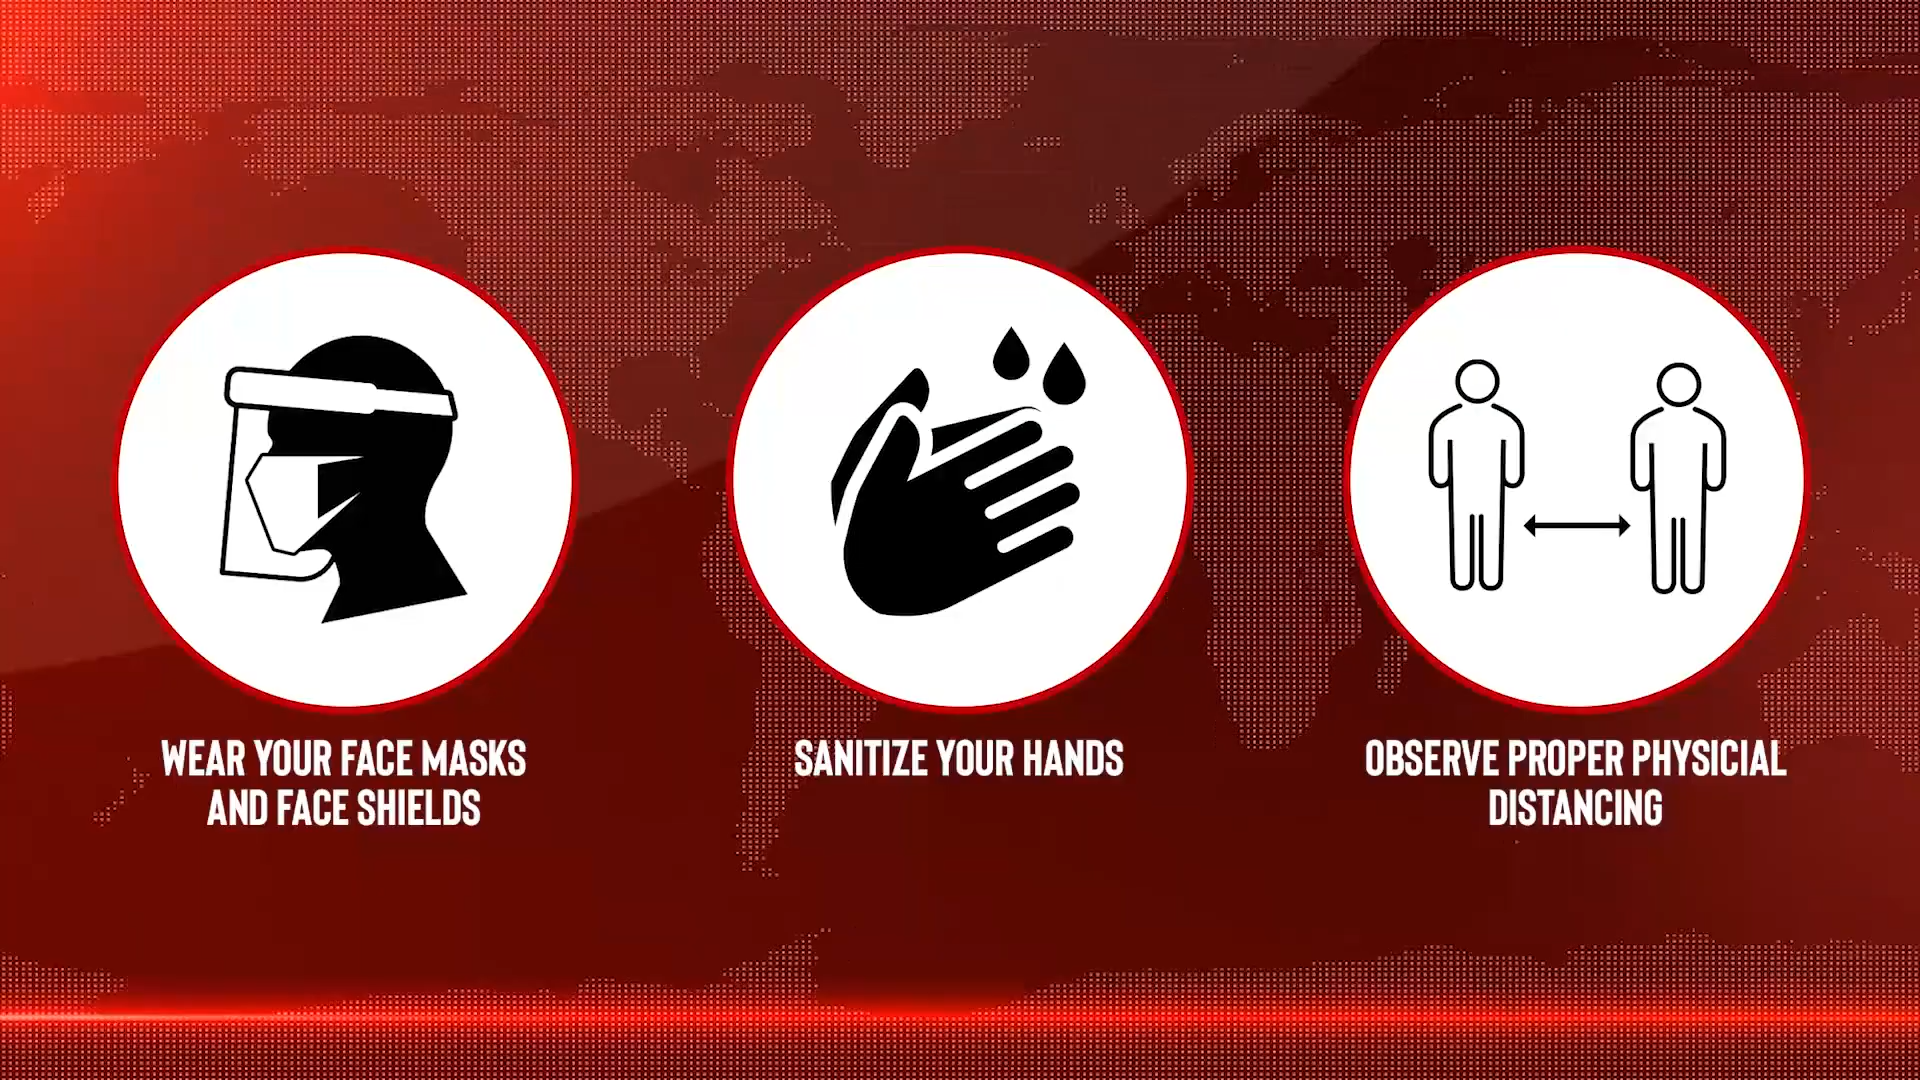 WEAR YOUR FACE MASKS
AND FACE SHIELDS
SANITIZE YOUR HANDS
OBSERVE PROPER PHYSICIAL
DISTANCING